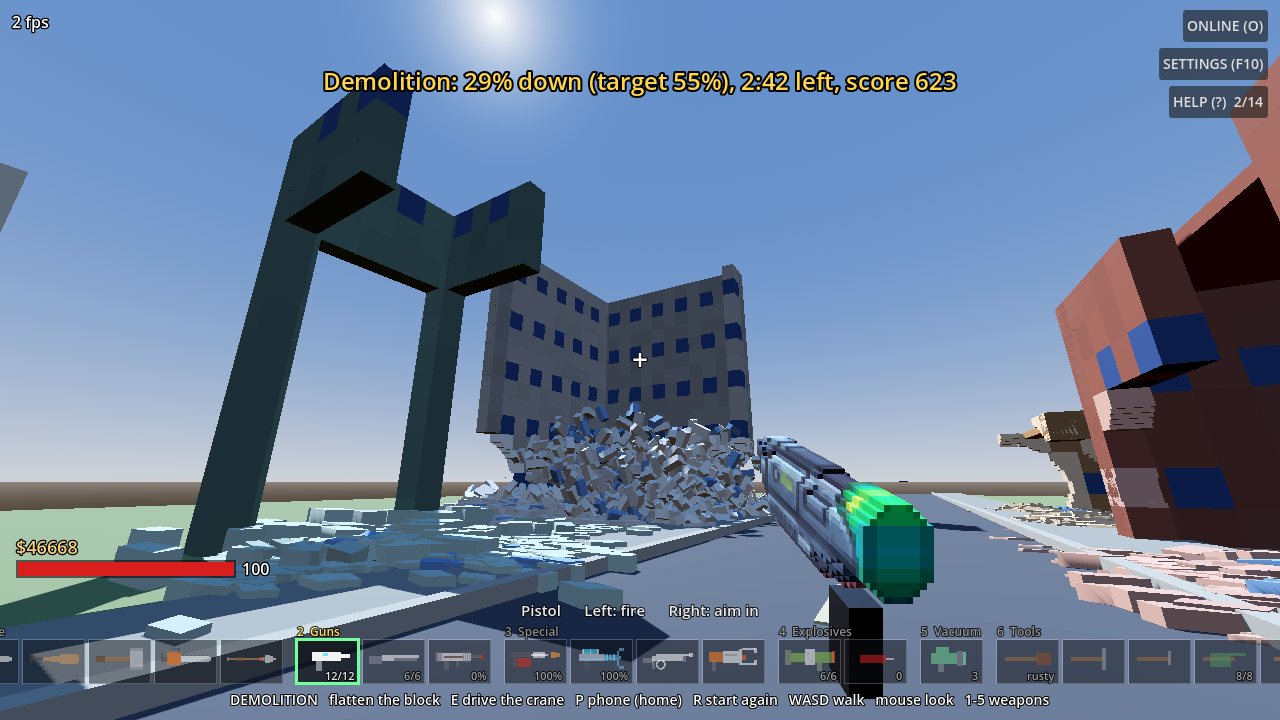 2 fps
ONLINE (O)
SETTINGS (F10)
HELP (?) 2/14
Demolition: 29% down (target 55%), 2:42 left, score 623
$46668
100
Pistol Left: fire Right: aim in
e 2 Guns 3 Special 4 Explosives 5 Vacuum 6 Tools
12/12 6/6 0% 100% 100% 6/6 0 3 rusty 8/8
DEMOLITION flatten the block E drive the crane P phone (home) R start again WASD walk mouse look 1-5 weapons